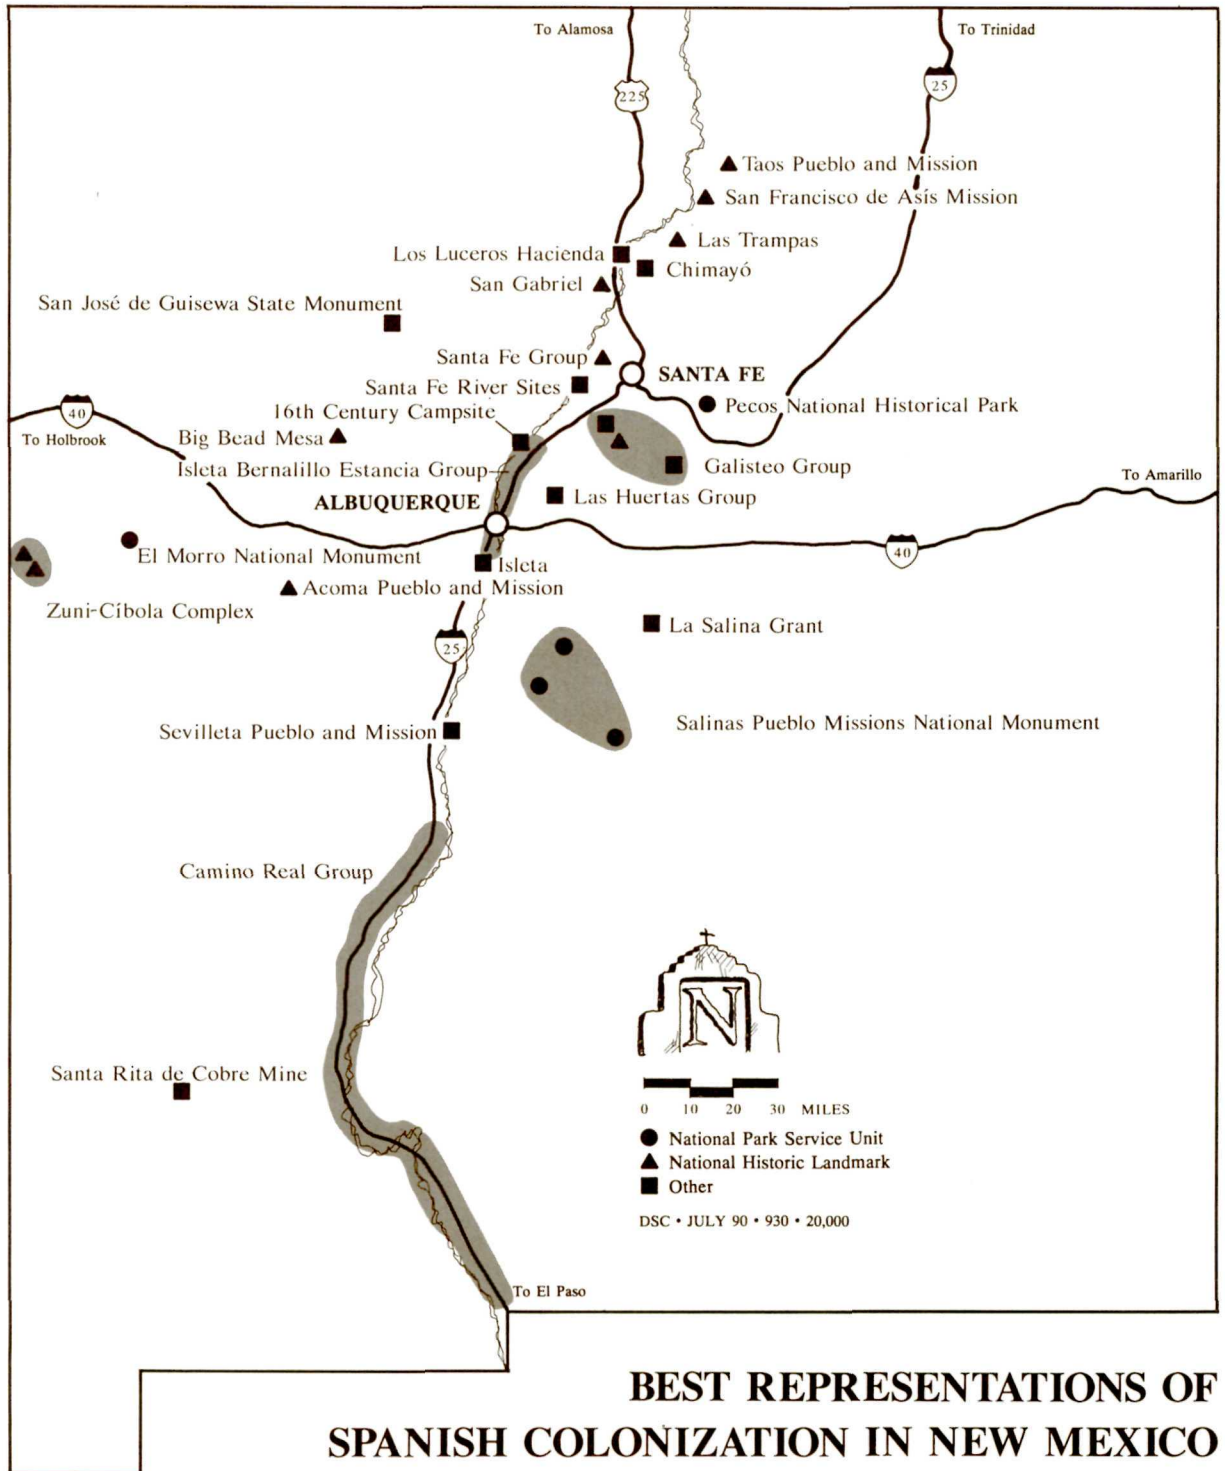 To Alamosa
To Trinidad
225
25
Taos Pueblo and Mission
San Francisco de Asís Mission
Las Trampas
Los Luceros Hacienda
Chimayó
San Gabriel
San José de Guisewa State Monument
Santa Fe Group
SANTA FE
Santa Fe River Sites
40
16th Century Campsite
Pecos National Historical Park
To Holbrook
Big Bead Mesa
Isleta Bernalillo Estancia Group
Galisteo Group
To Amarillo
ALBUQUERQUE
Las Huertas Group
40
El Morro National Monument
Isleta
Acoma Pueblo and Mission
Zuni-Cíbola Complex
La Salina Grant
25
Salinas Pueblo Missions National Monument
Sevilleta Pueblo and Mission
Camino Real Group
N
Santa Rita de Cobre Mine
0 10 20 30 MILES
National Park Service Unit
National Historic Landmark
Other
DSC • JULY 90 • 930 • 20,000
To El Paso
BEST REPRESENTATIONS OF
SPANISH COLONIZATION IN NEW MEXICO